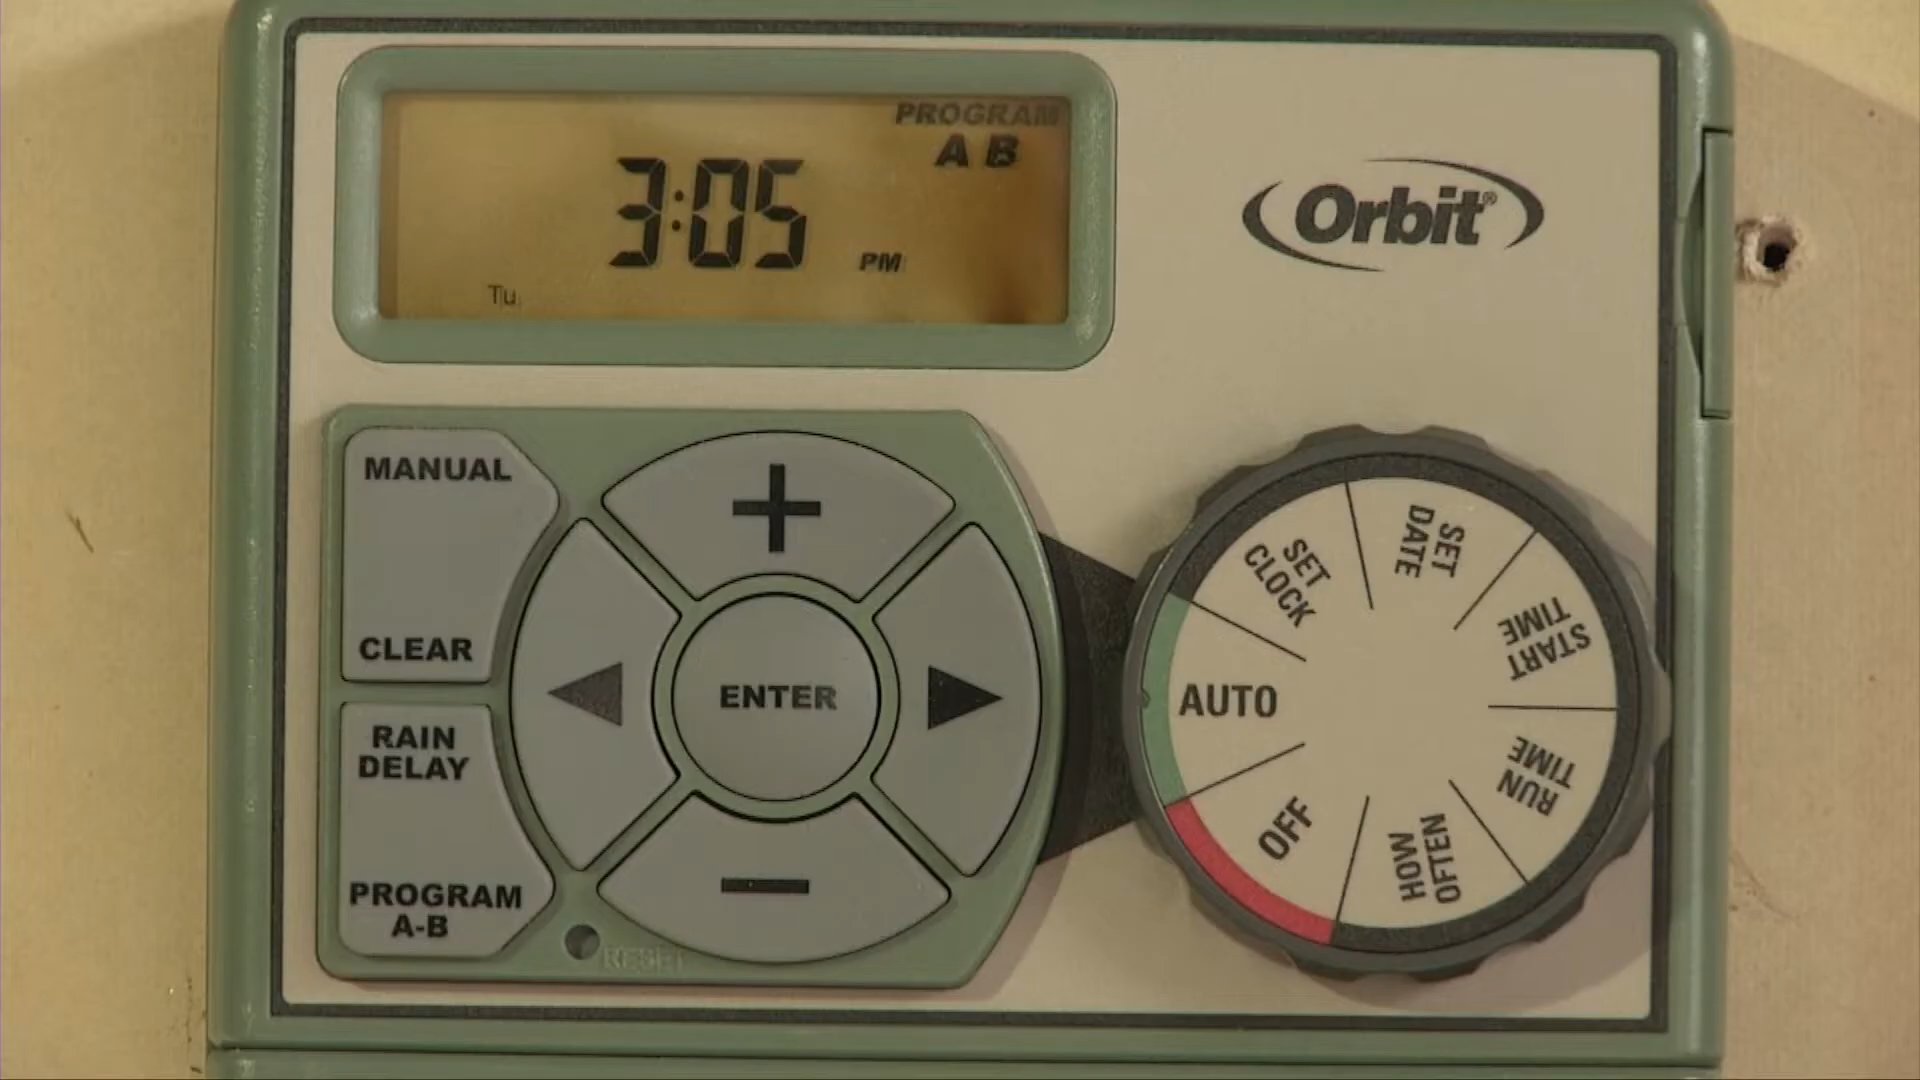 PROGRAM
A B
3:05 PM
Tu
Orbit®
MANUAL
CLEAR
RAIN
DELAY
PROGRAM
A-B
+
ENTER
−
RESET
SET
CLOCK
SET
DATE
START
TIME
RUN
TIME
HOW
OFTEN
OFF
AUTO